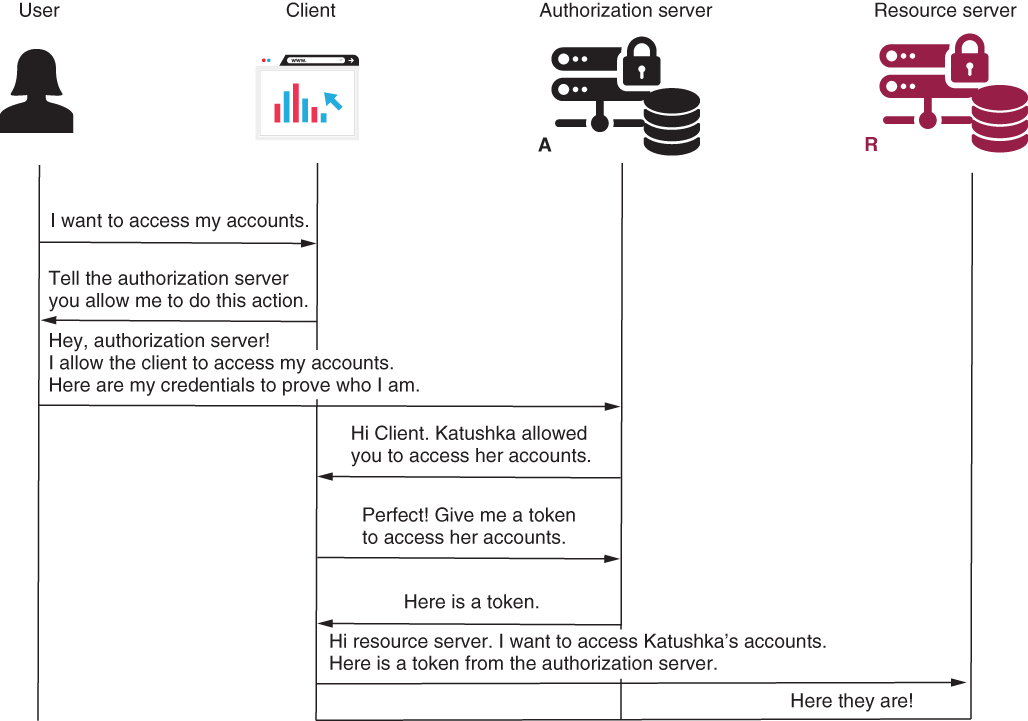 User
Client
Authorization server
Resource server
www.
A
R
I want to access my accounts.
Tell the authorization server
you allow me to do this action.
Hey, authorization server!
I allow the client to access my accounts.
Here are my credentials to prove who I am.
Hi Client. Katushka allowed
you to access her accounts.
Perfect! Give me a token
to access her accounts.
Here is a token.
Hi resource server. I want to access Katushka’s accounts.
Here is a token from the authorization server.
Here they are!